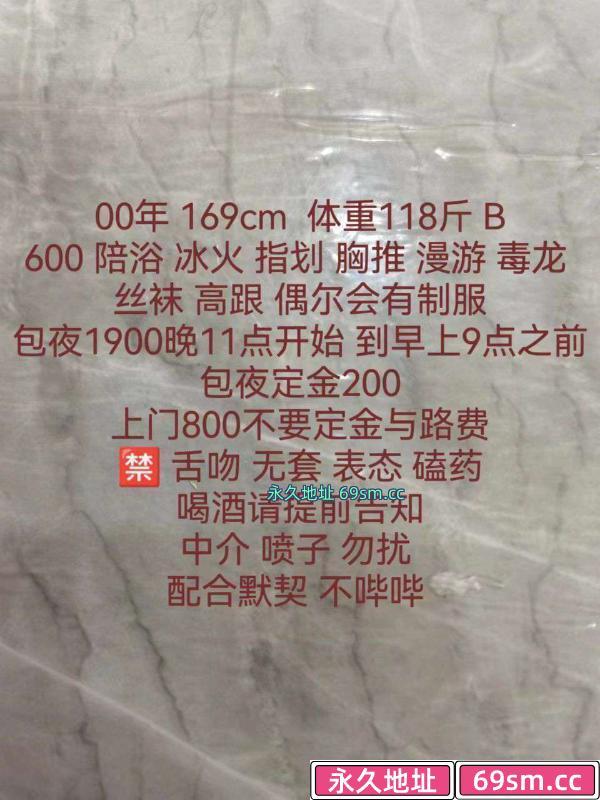 00年 169cm 体重118斤 B
600 陪浴 冰火 指划 胸推 漫游 毒龙
丝袜 高跟 偶尔会有制服
包夜1900晚11点开始 到早上9点之前
包夜定金200
上门800不要定金与路费
🈲 舌吻 无套 表态 磕药
永久地址 69sm.cc
喝酒请提前告知
中介 喷子 勿扰
配合默契 不哔哔
永久地址 69sm.cc